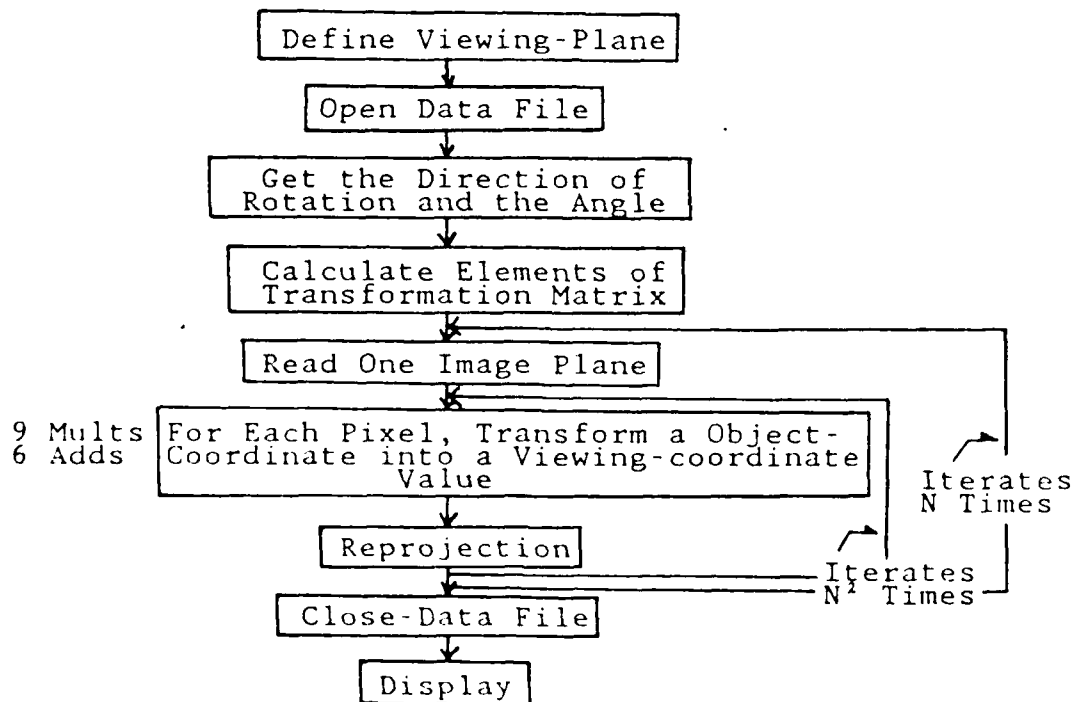 Define Viewing-Plane
Open Data File
Get the Direction of
Rotation and the Angle
Calculate Elements of
Transformation Matrix
Read One Image Plane
9 Mults
6 Adds
For Each Pixel, Transform a Object-
Coordinate into a Viewing-coordinate
Value
Iterates
N Times
Reprojection
Iterates
N² Times
Close-Data File
Display